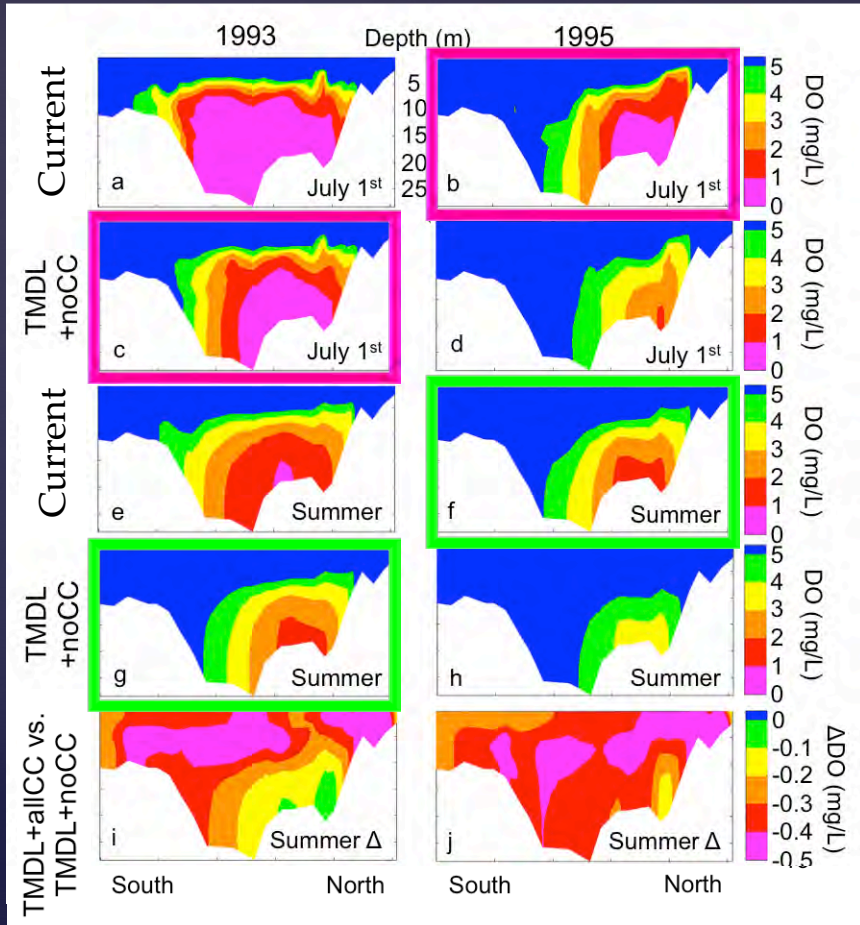 1993 Depth (m) 1995
Current
a
July 1st
5
10
15
20
25
b
July 1st
5
4
3
2
1
0
DO (mg/L)
TMDL
+noCC
c
July 1st
d
July 1st
5
4
3
2
1
0
DO (mg/L)
Current
e
Summer
f
Summer
5
4
3
2
1
0
DO (mg/L)
TMDL
+noCC
g
Summer
h
Summer
5
4
3
2
1
0
DO (mg/L)
TMDL+allCC vs.
TMDL+noCC
i
Summer Δ
j
Summer Δ
0
-0.1
-0.2
-0.3
-0.4
-0.5
ΔDO (mg/L)
South North South North